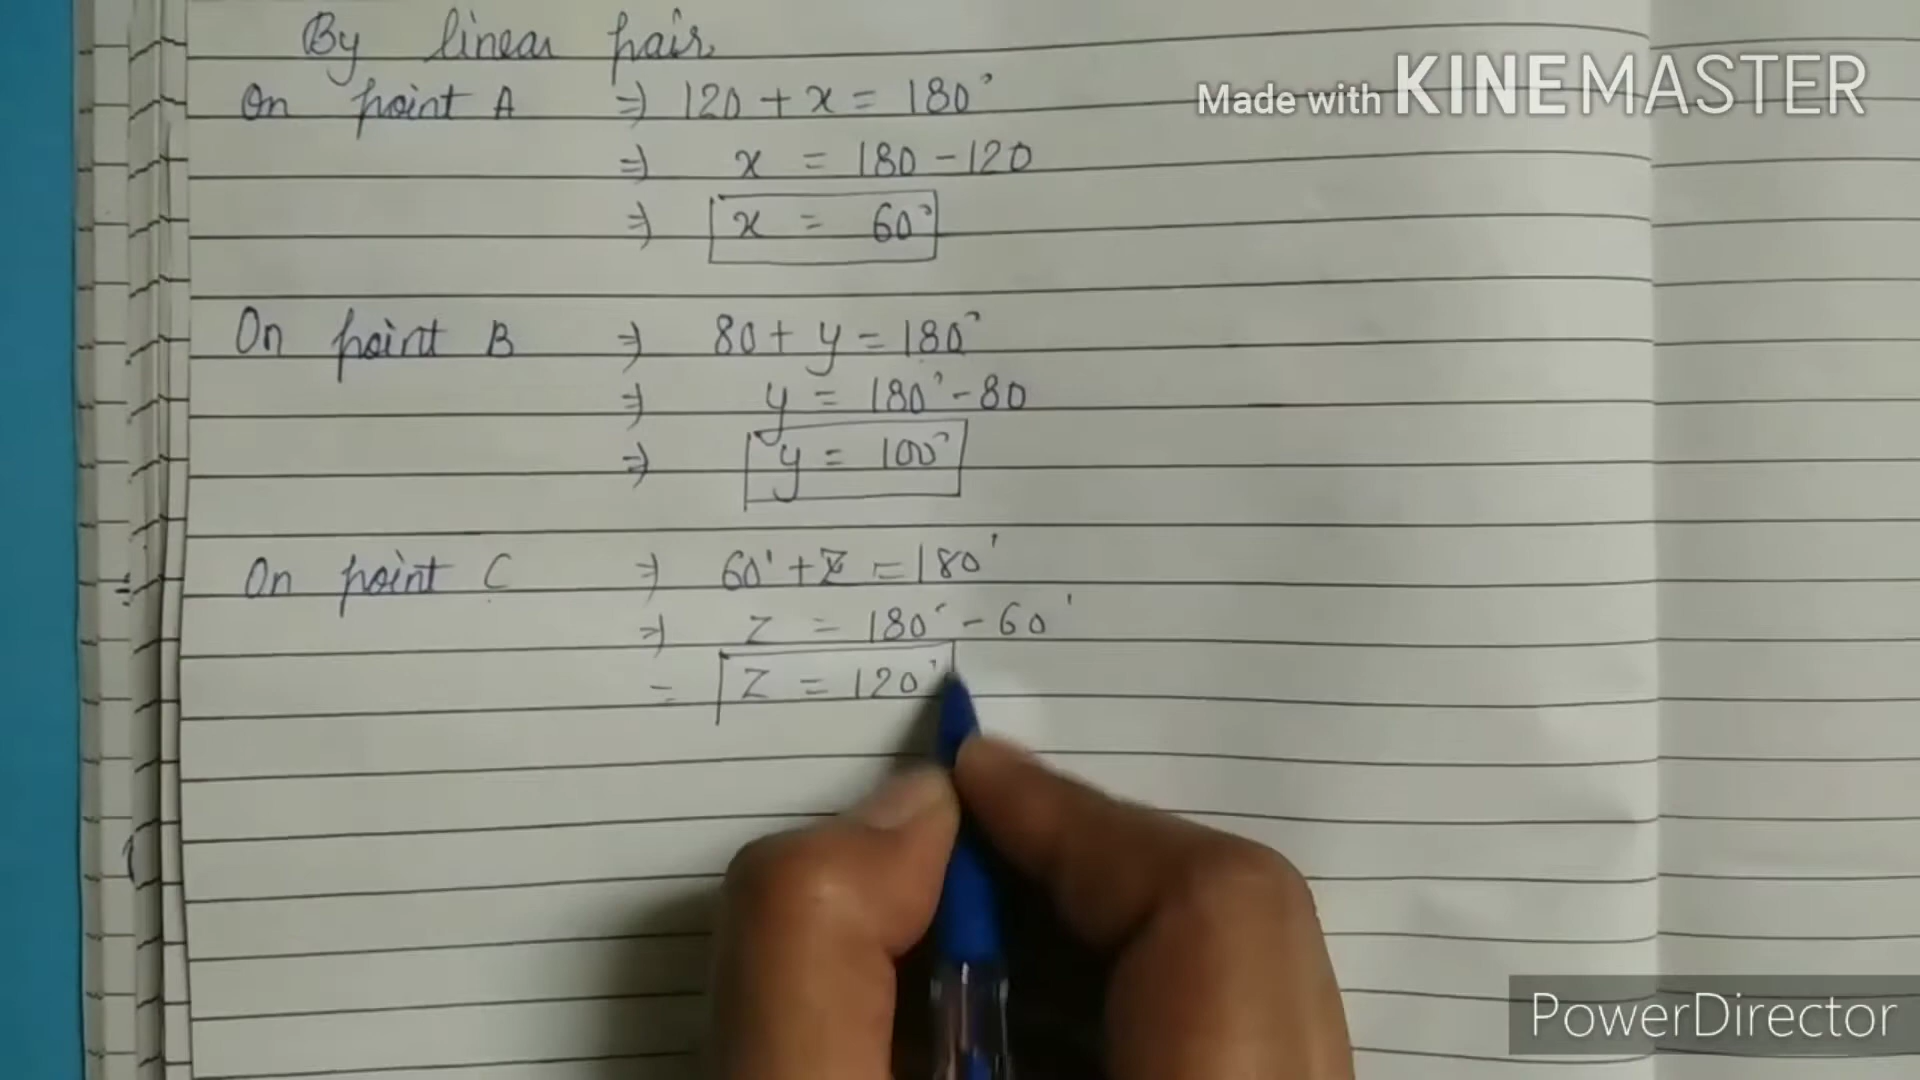 By linear pair.
Made with KINEMASTER
On point A ⇒ 120 + x = 180°
⇒ x = 180 - 120
⇒ x = 60°
On point B ⇒ 80 + y = 180°
⇒ y = 180° - 80
⇒ y = 100°
On point C ⇒ 60° + z = 180°
⇒ z = 180° - 60°
= z = 120°
PowerDirector